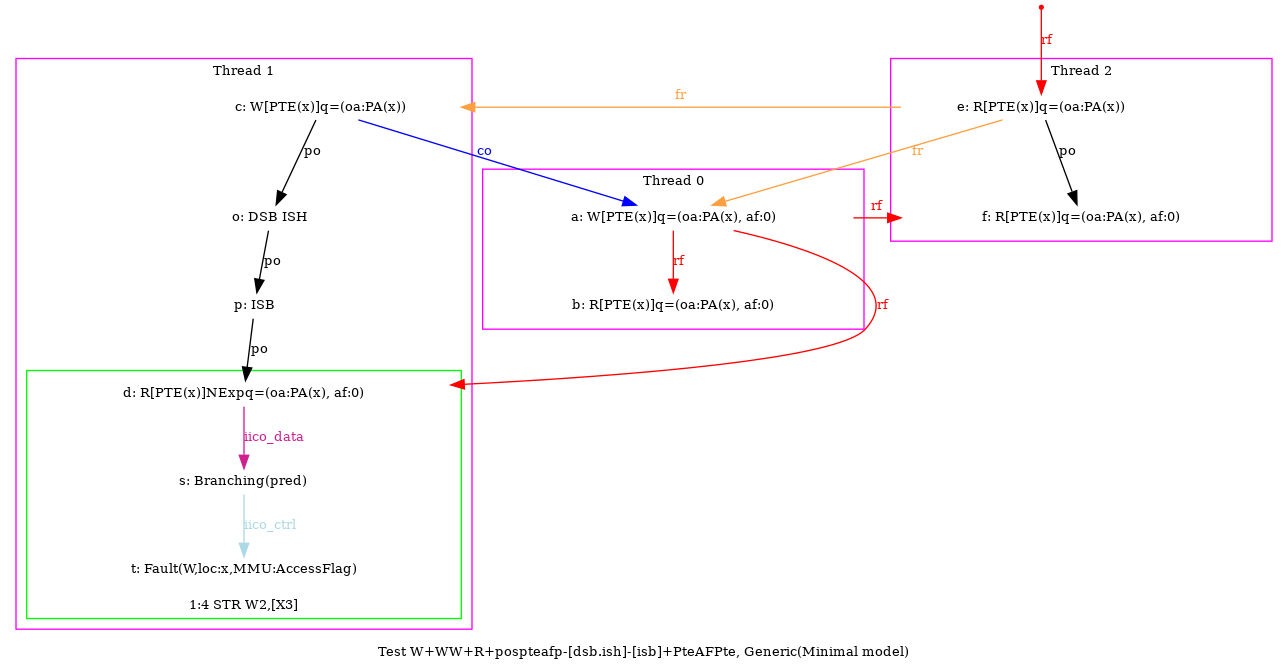 rf
Thread 1
Thread 2
c: W[PTE(x)]q=(oa:PA(x))
fr
e: R[PTE(x)]q=(oa:PA(x))
po
co
fr
po
Thread 0
o: DSB ISH
a: W[PTE(x)]q=(oa:PA(x), af:0)
rf
f: R[PTE(x)]q=(oa:PA(x), af:0)
po
rf
p: ISB
b: R[PTE(x)]q=(oa:PA(x), af:0)
rf
po
d: R[PTE(x)]NExpq=(oa:PA(x), af:0)
iico_data
s: Branching(pred)
iico_ctrl
t: Fault(W,loc:x,MMU:AccessFlag)
1:4 STR W2,[X3]
Test W+WW+R+pospteafp-[dsb.ish]-[isb]+PteAFPte, Generic(Minimal model)